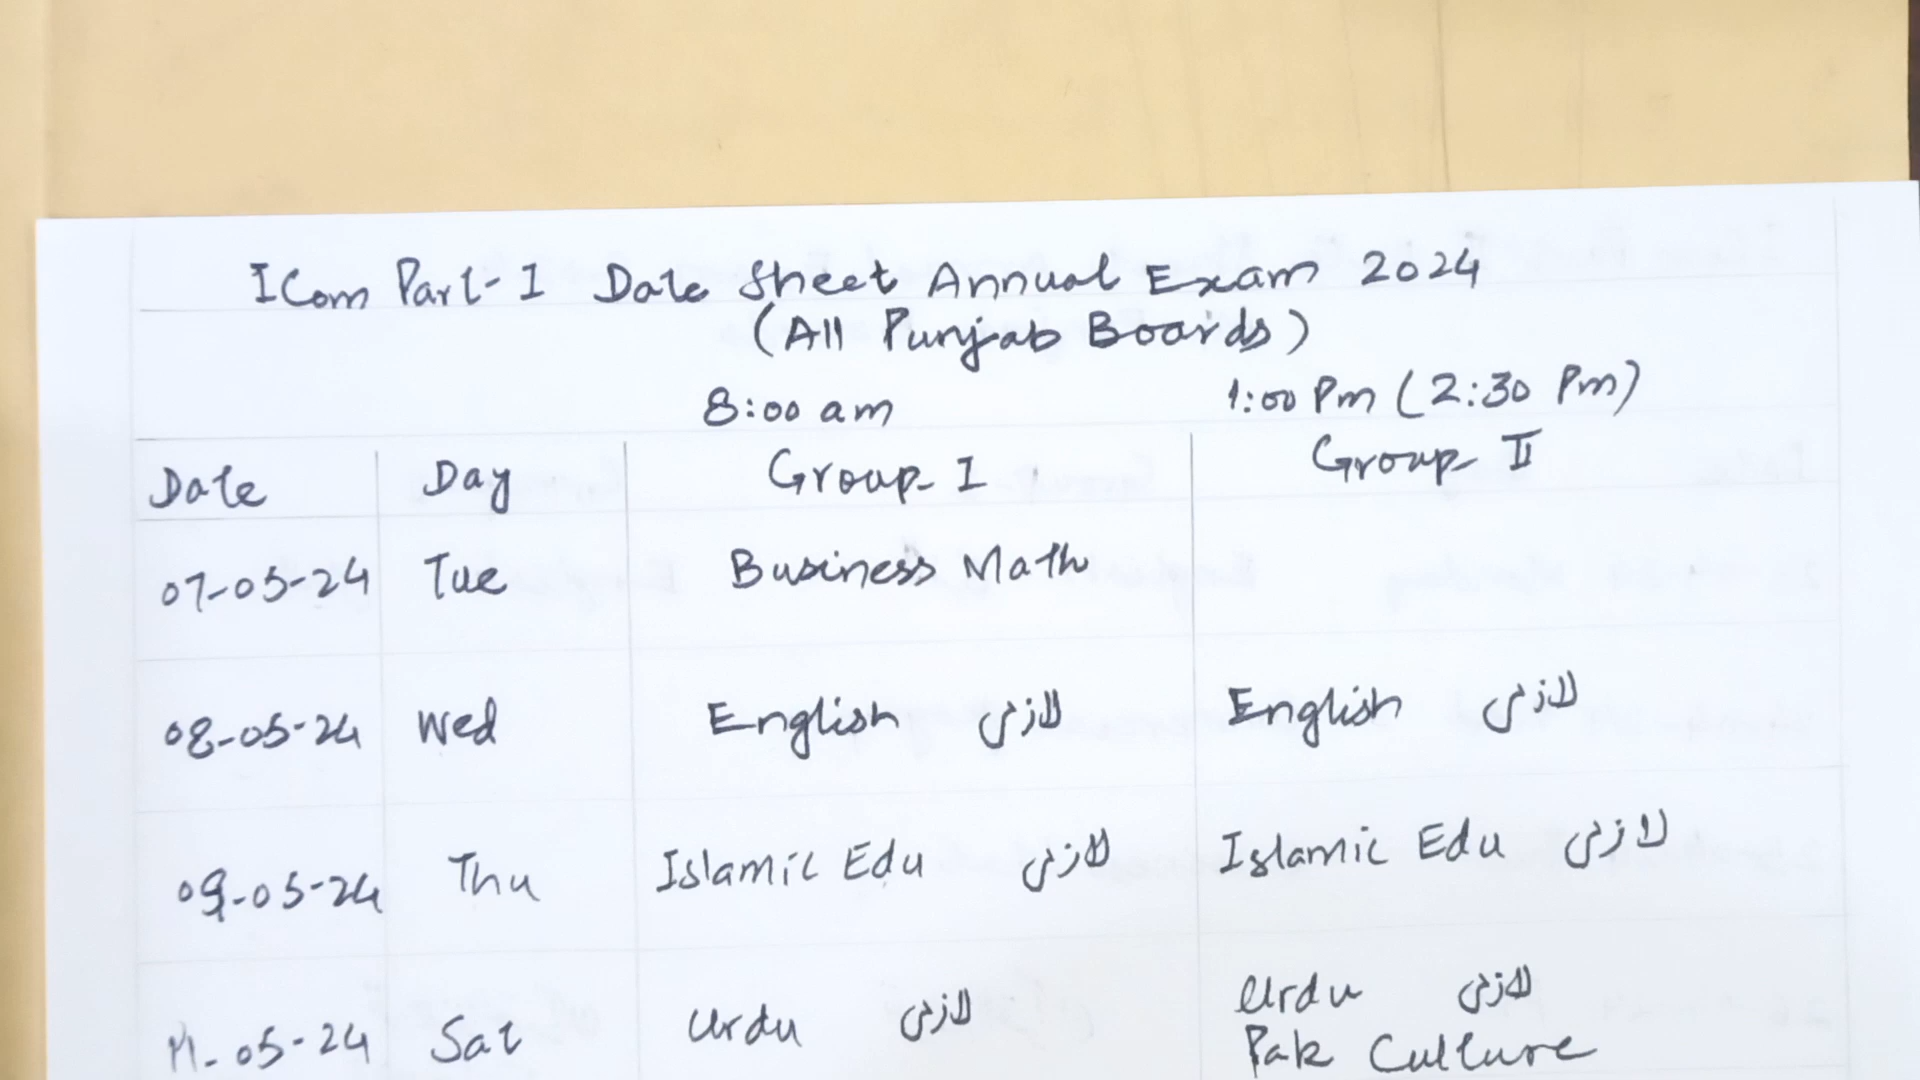 ICom Part-I Date Sheet Annual Exam 2024
(All Punjab Boards)
8:00 am 1:00 Pm (2:30 Pm)
Date Day Group-I Group II
07-05-24 Tue Business Math
08-05-24 Wed English لازمی English لازمی
09-05-24 Thu Islamic Edu لازمی Islamic Edu لازمی
11-05-24 Sat Urdu لازمی Urdu لازمی
Pak Culture